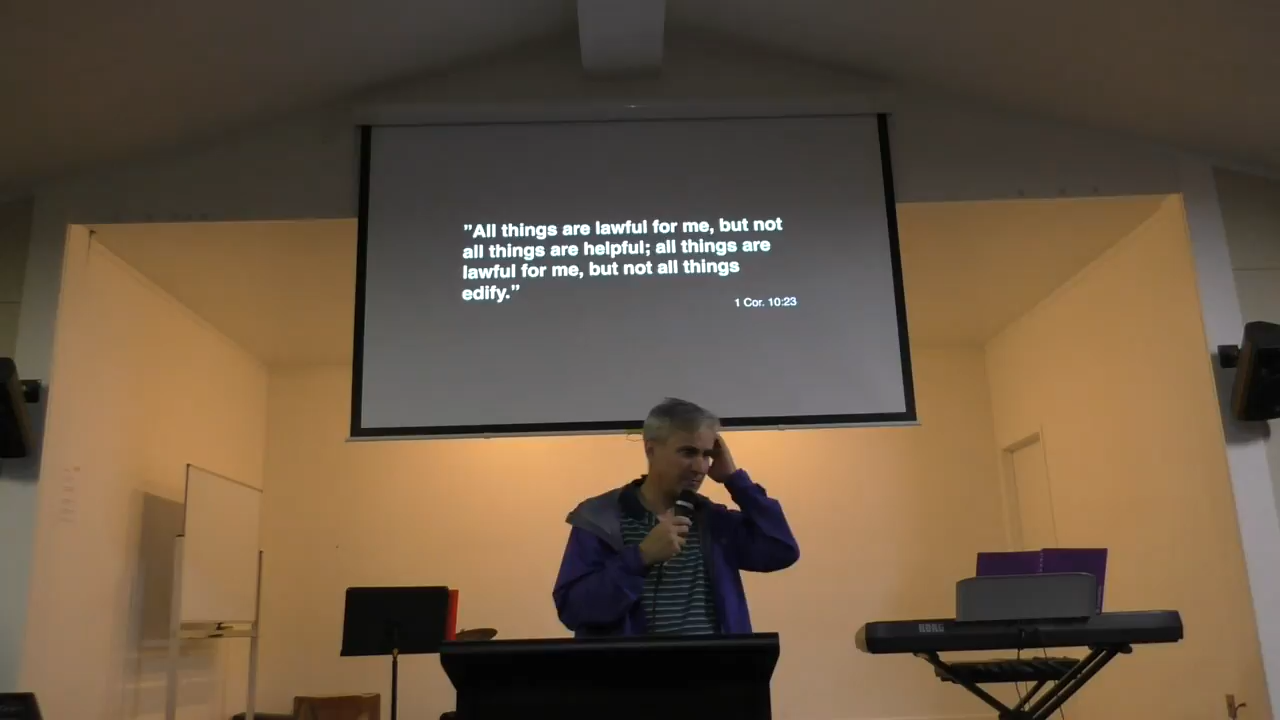 ”All things are lawful for me, but not
all things are helpful; all things are
lawful for me, but not all things
edify.”
1 Cor. 10:23
KORG